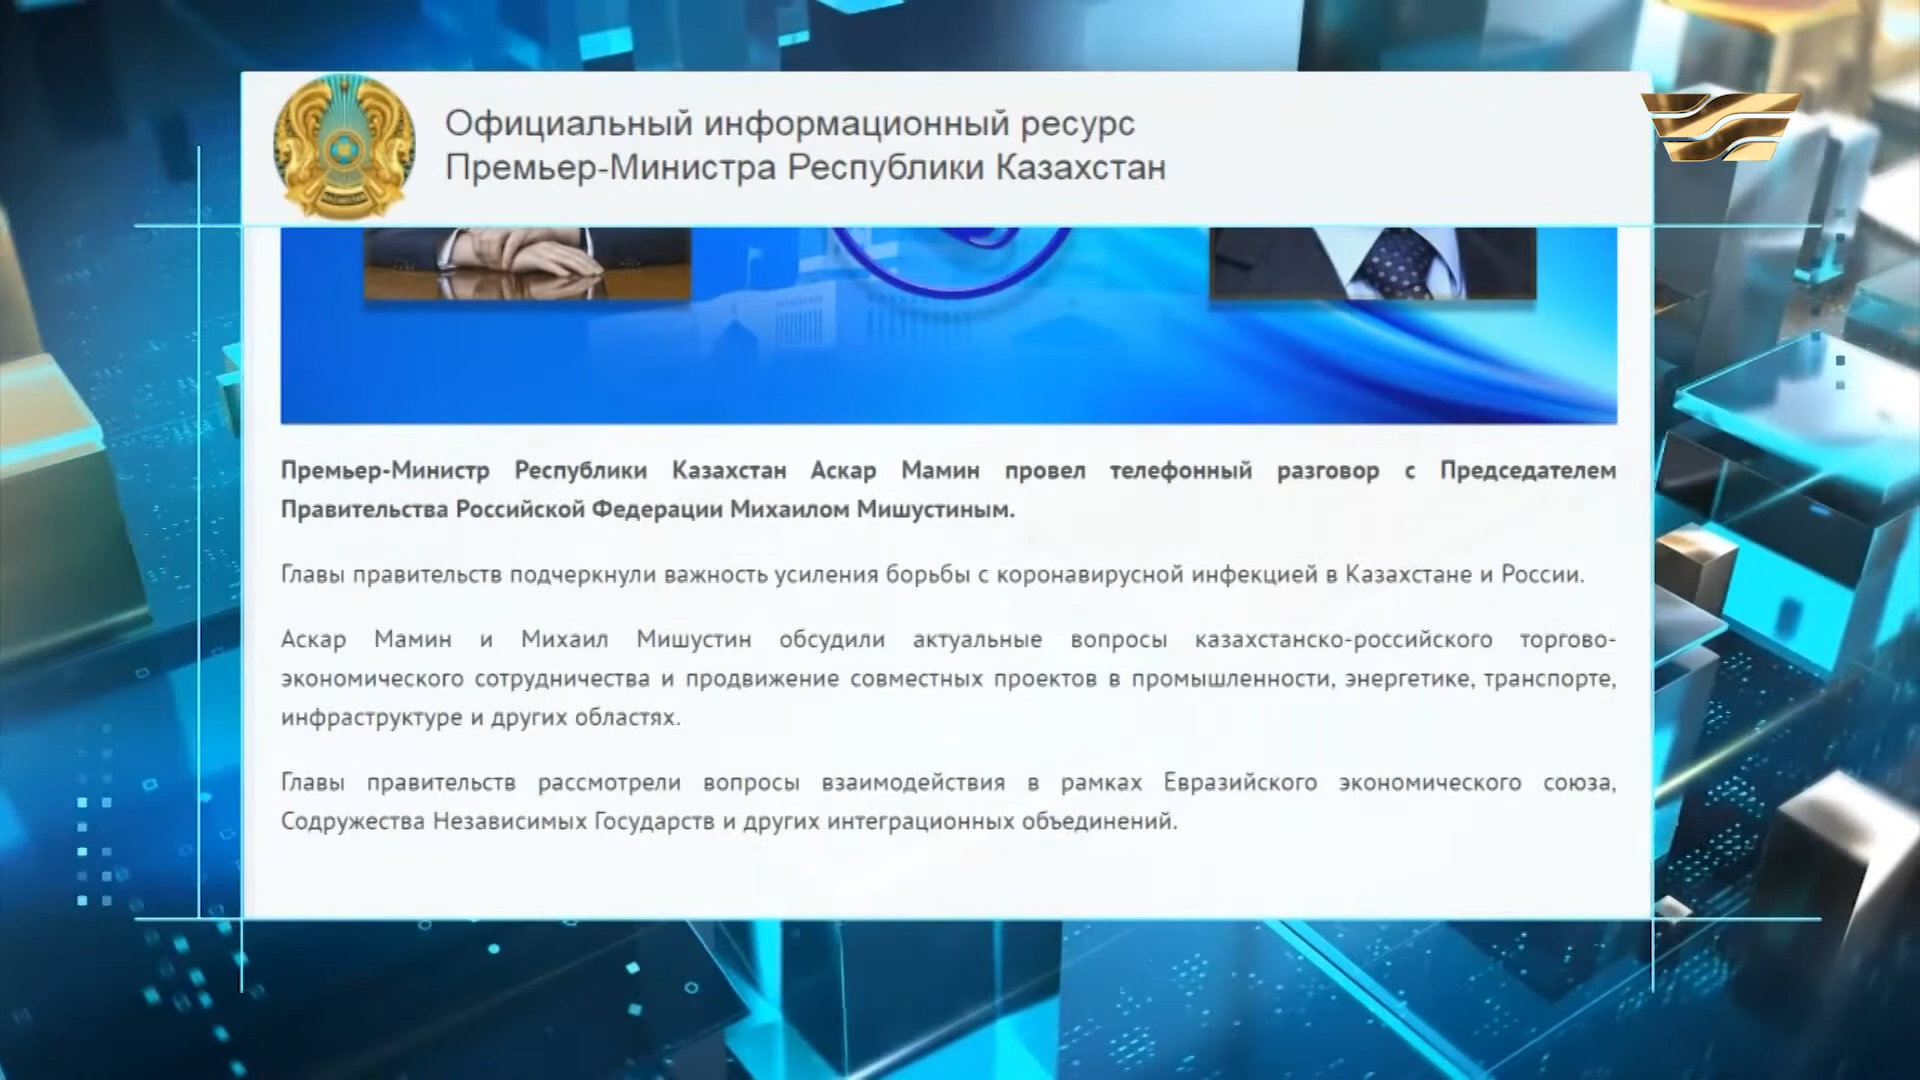 Официальный информационный ресурс
Премьер-Министра Республики Казахстан
Премьер-Министр Республики Казахстан Аскар Мамин провел телефонный разговор с Председателем
Правительства Российской Федерации Михаилом Мишустиным.
Главы правительств подчеркнули важность усиления борьбы с коронавирусной инфекцией в Казахстане и России.
Аскар Мамин и Михаил Мишустин обсудили актуальные вопросы казахстанско-российского торгово-
экономического сотрудничества и продвижение совместных проектов в промышленности, энергетике, транспорте,
инфраструктуре и других областях.
Главы правительств рассмотрели вопросы взаимодействия в рамках Евразийского экономического союза,
Содружества Независимых Государств и других интеграционных объединений.